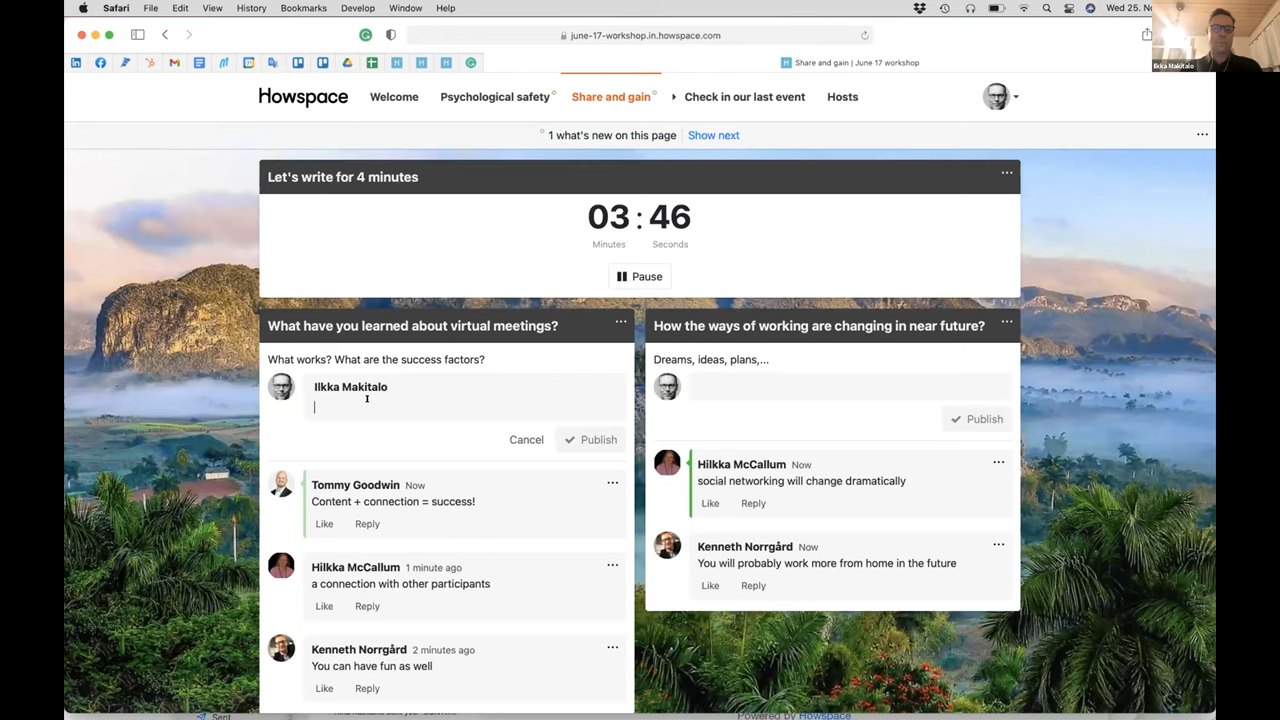 Safari File Edit View History Bookmarks Develop Window Help
Wed 25. No
Ilkka Makitalo
june-17-workshop.in.howspace.com
Share and gain | June 17 workshop
Howspace Welcome Psychological safety Share and gain Check in our last event Hosts
1 what's new on this page Show next
Let's write for 4 minutes
03 : 46
Minutes Seconds
Pause
What have you learned about virtual meetings?
What works? What are the success factors?
Ilkka Makitalo
Cancel Publish
Tommy Goodwin Now
Content + connection = success!
Like Reply
Hilkka McCallum 1 minute ago
a connection with other participants
Like Reply
Kenneth Norrgård 2 minutes ago
You can have fun as well
Like Reply
How the ways of working are changing in near future?
Dreams, ideas, plans,...
Publish
Hilkka McCallum Now
social networking will change dramatically
Like Reply
Kenneth Norrgård Now
You will probably work more from home in the future
Like Reply
Sent
Powered by Howspace